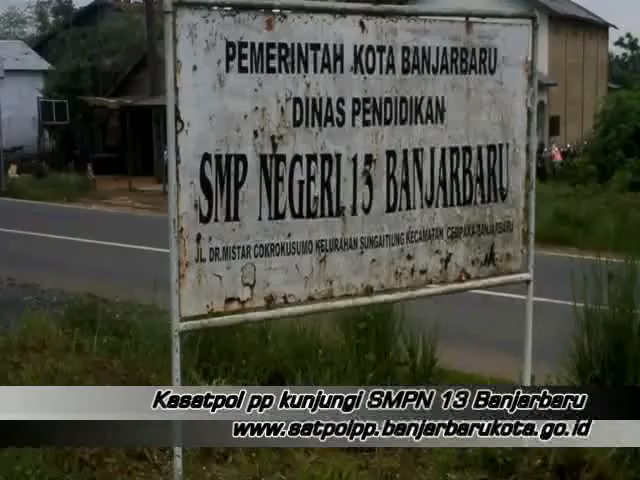 PEMERINTAH KOTA BANJARBARU
DINAS PENDIDIKAN
SMP NEGERI 13 BANJARBARU
JL. DR.MISTAR COKROKUSUMO KELURAHAN SUNGAI TIUNG KECAMATAN CEMPAKA BANJARBARU
Kasatpol pp kunjungi SMPN 13 Banjarbaru
www.satpolpp.banjarbarukota.go.id